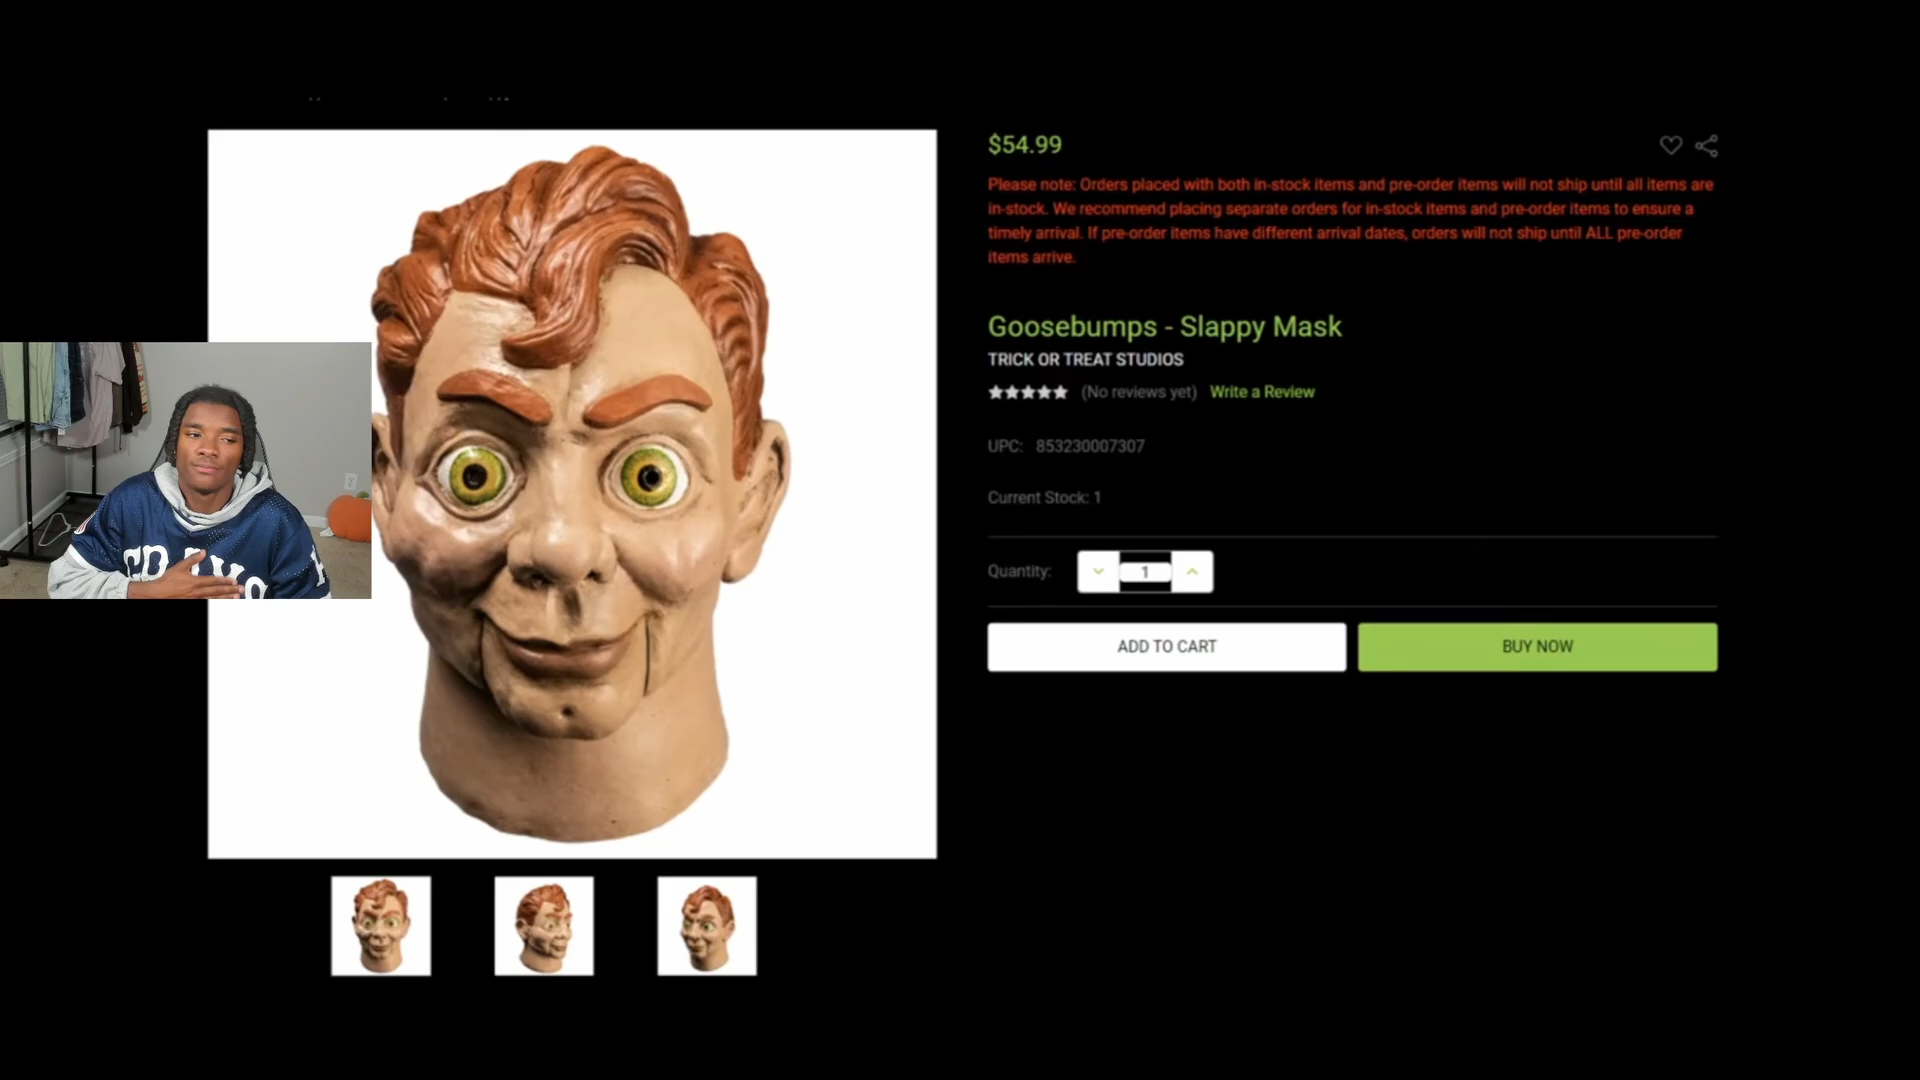 $54.99
Please note: Orders placed with both in-stock items and pre-order items will not ship until all items are
in-stock. We recommend placing separate orders for in-stock items and pre-order items to ensure a
timely arrival. If pre-order items have different arrival dates, orders will not ship until ALL pre-order
items arrive.
Goosebumps - Slappy Mask
TRICK OR TREAT STUDIOS
(No reviews yet) Write a Review
UPC: 853230007307
Current Stock: 1
Quantity: 1
ADD TO CART BUY NOW